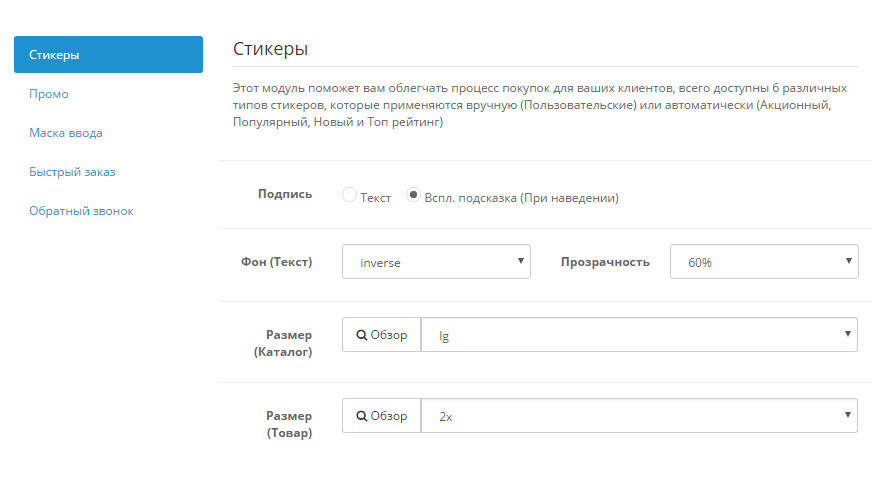 Стикеры
Промо
Маска ввода
Быстрый заказ
Обратный звонок
Стикеры
Этот модуль поможет вам облегчать процесс покупок для ваших клиентов, всего доступны 6 различных
типов стикеров, которые применяются вручную (Пользовательские) или автоматически (Акционный,
Популярный, Новый и Топ рейтинг)
Подпись Текст Вспл. подсказка (При наведении)
Фон (Текст) inverse Прозрачность 60%
Размер
(Каталог)
Обзор lg
Размер
(Товар)
Обзор 2x